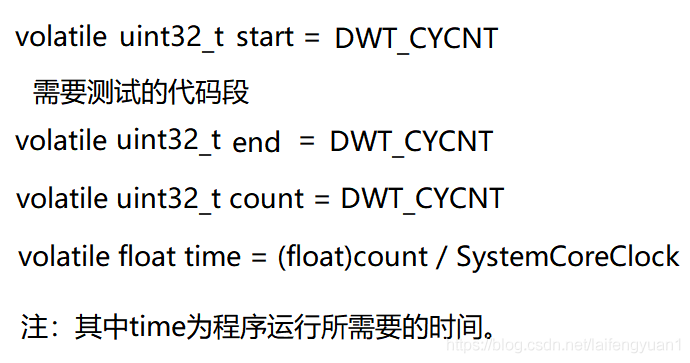 volatile uint32_t start = DWT_CYCNT
需要测试的代码段
volatile uint32_t end = DWT_CYCNT
volatile uint32_t count = DWT_CYCNT
volatile float time = (float)count / SystemCoreClock
注：其中time为程序运行所需要的时间。
https://blog.csdn.net/laifengyuan1